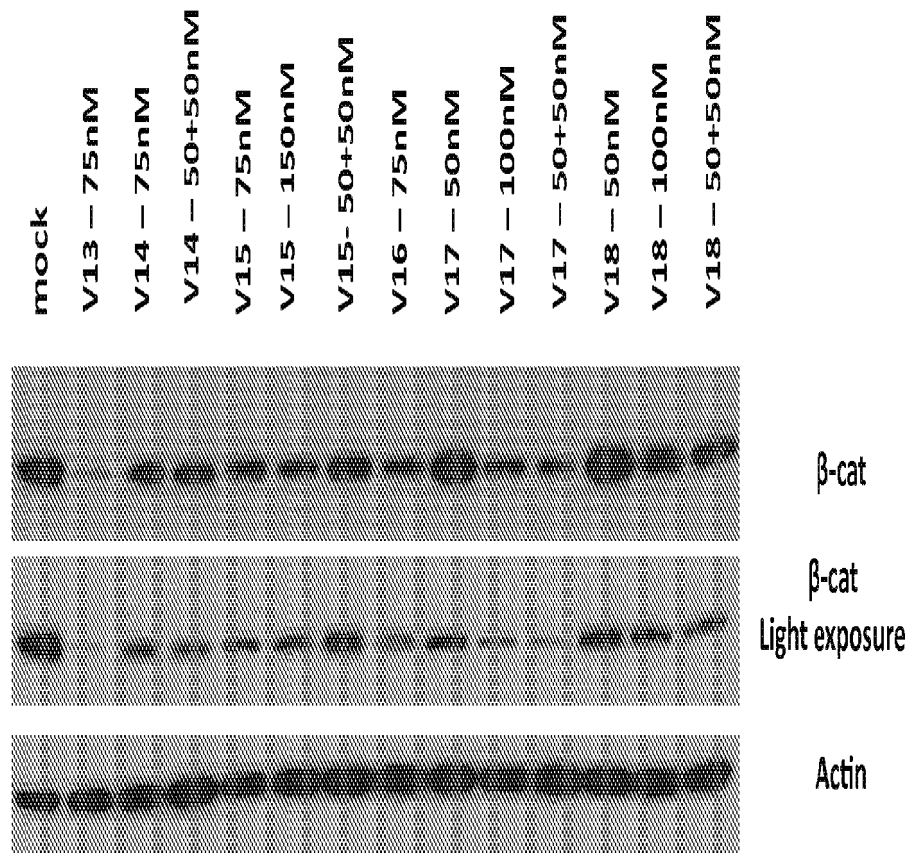 mock
V13 – 75nM
V14 – 75nM
V14 – 50+50nM
V15 – 75nM
V15 – 150nM
V15- 50+50nM
V16 – 75nM
V17 – 50nM
V17 – 100nM
V17 – 50+50nM
V18 – 50nM
V18 – 100nM
V18 – 50+50nM
β-cat
β-cat
Light exposure
Actin